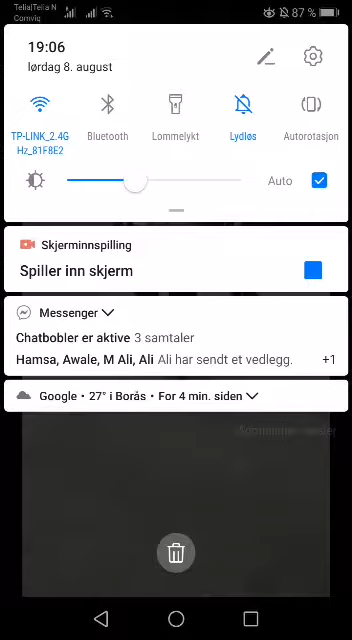 Telia|Telia N
Comviq
87 %
19:06
lørdag 8. august
TP-LINK_2.4G
Hz_81F8E2
Bluetooth
Lommelykt
Lydløs
Autorotasjon
Auto
Skjerminnspilling
Spiller inn skjerm
Messenger
Chatbobler er aktive 3 samtaler
Hamsa, Awale, M Ali, Ali Ali har sendt et vedlegg. +1
Google • 27° i Borås • For 4 min. siden